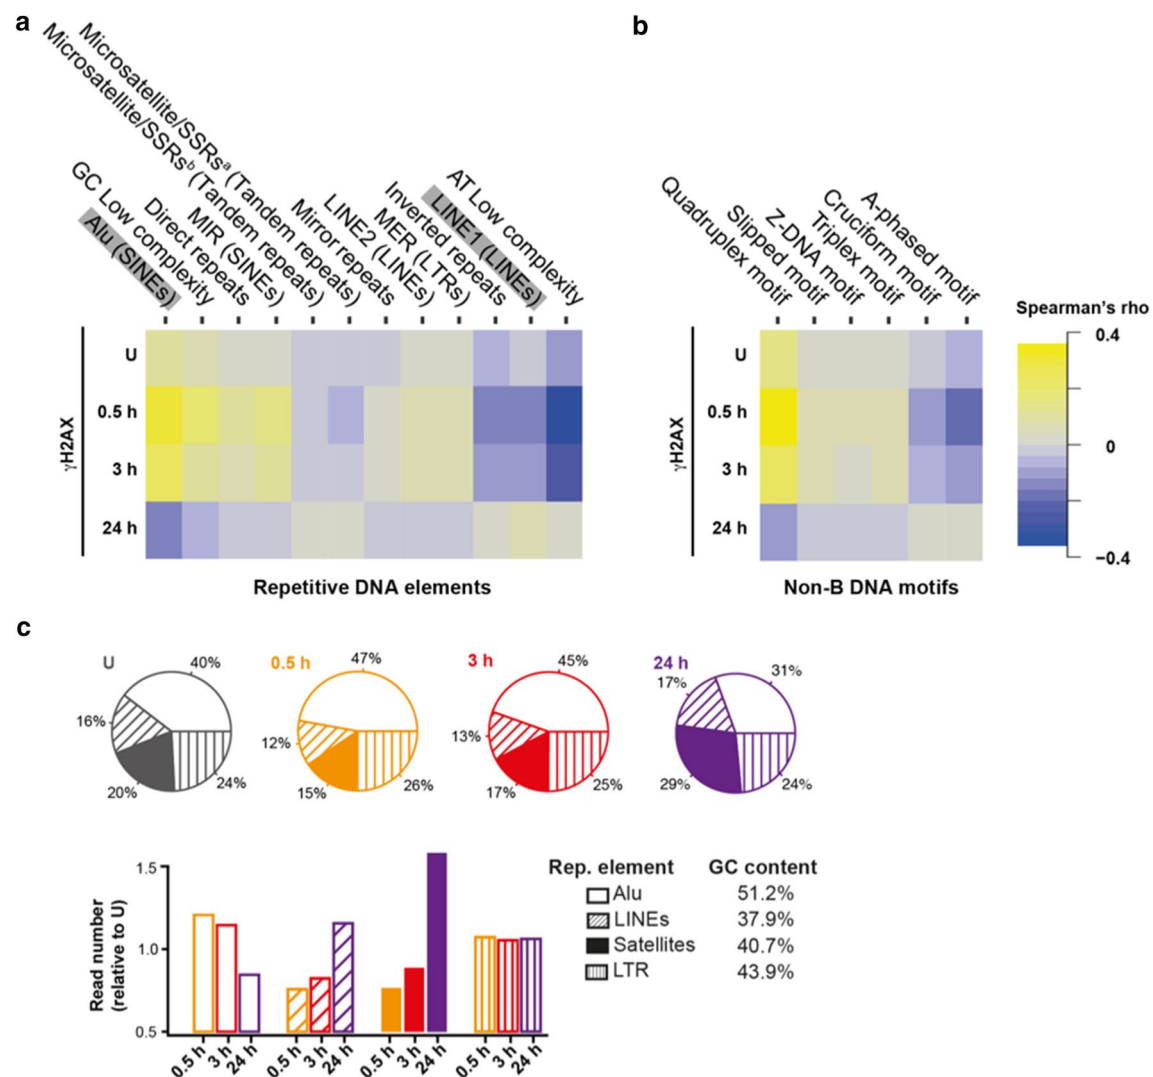 a
Microsatellite/SSRsᵃ (Tandem repeats)
Microsatellite/SSRsᵇ (Tandem repeats)
Alu (SINEs)
GC Low complexity
Direct repeats
MIR (SINEs)
Mirror repeats
LINE2 (LINEs)
MER (LTRs)
Inverted repeats
LINE1 (LINEs)
AT Low complexity
γH2AX
U
0.5 h
3 h
24 h
Repetitive DNA elements
b
Quadruplex motif
Slipped motif
Z-DNA motif
Triplex motif
Cruciform motif
A-phased motif
γH2AX
U
0.5 h
3 h
24 h
Non-B DNA motifs
Spearman's rho
0.4
0
−0.4
c
U
40%
16%
20%
24%
0.5 h
47%
12%
15%
26%
3 h
45%
13%
17%
25%
24 h
31%
17%
29%
24%
Read number
(relative to U)
1.5
1.0
0.5
0.5 h 3 h 24 h 0.5 h 3 h 24 h 0.5 h 3 h 24 h 0.5 h 3 h 24 h
Rep. element GC content
Alu 51.2%
LINEs 37.9%
Satellites 40.7%
LTR 43.9%